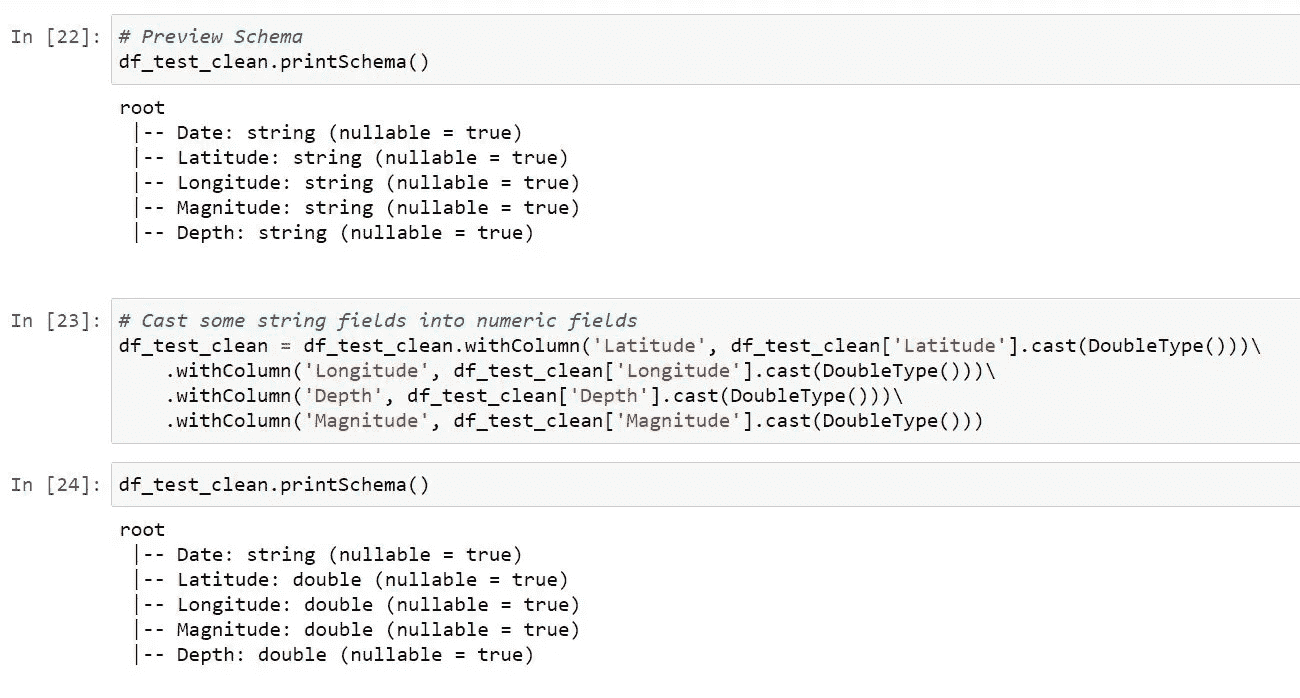 In [22]: # Preview Schema
df_test_clean.printSchema()
root
 |-- Date: string (nullable = true)
 |-- Latitude: string (nullable = true)
 |-- Longitude: string (nullable = true)
 |-- Magnitude: string (nullable = true)
 |-- Depth: string (nullable = true)
In [23]: # Cast some string fields into numeric fields
df_test_clean = df_test_clean.withColumn('Latitude', df_test_clean['Latitude'].cast(DoubleType()))\
    .withColumn('Longitude', df_test_clean['Longitude'].cast(DoubleType()))\
    .withColumn('Depth', df_test_clean['Depth'].cast(DoubleType()))\
    .withColumn('Magnitude', df_test_clean['Magnitude'].cast(DoubleType()))
In [24]: df_test_clean.printSchema()
root
 |-- Date: string (nullable = true)
 |-- Latitude: double (nullable = true)
 |-- Longitude: double (nullable = true)
 |-- Magnitude: double (nullable = true)
 |-- Depth: double (nullable = true)